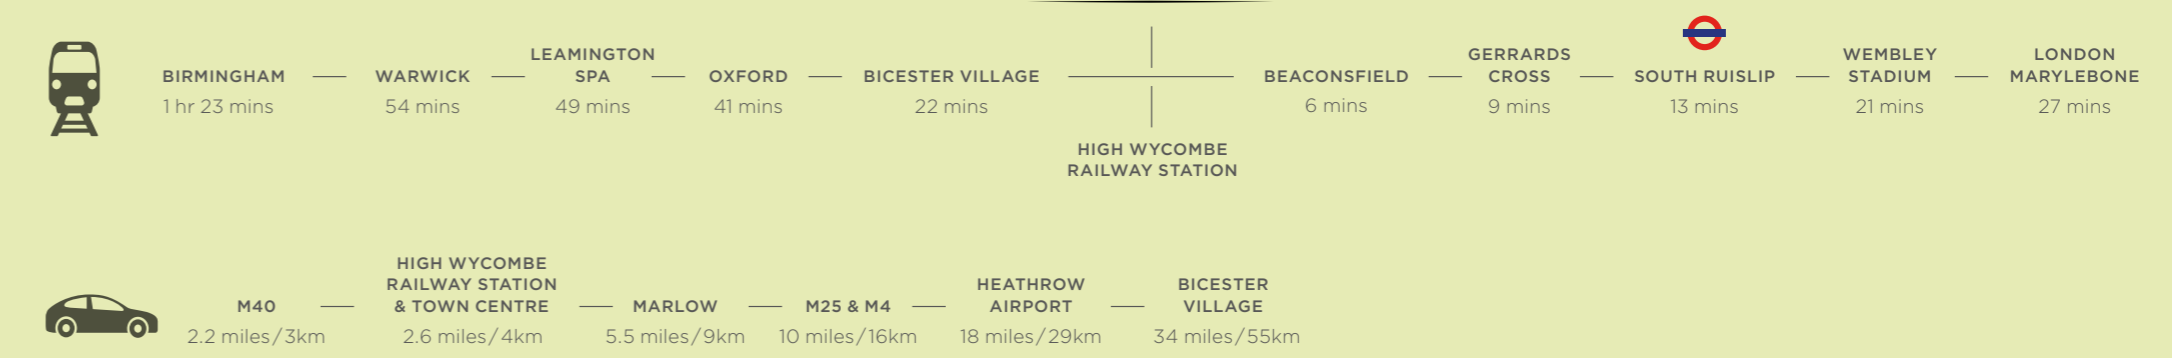 BIRMINGHAM
1 hr 23 mins
WARWICK
54 mins
LEAMINGTON
SPA
49 mins
OXFORD
41 mins
BICESTER VILLAGE
22 mins
HIGH WYCOMBE
RAILWAY STATION
BEACONSFIELD
6 mins
GERRARDS
CROSS
9 mins
SOUTH RUISLIP
13 mins
WEMBLEY
STADIUM
21 mins
LONDON
MARYLEBONE
27 mins
M40
2.2 miles/3km
HIGH WYCOMBE
RAILWAY STATION
& TOWN CENTRE
2.6 miles/4km
MARLOW
5.5 miles/9km
M25 & M4
10 miles/16km
HEATHROW
AIRPORT
18 miles/29km
BICESTER
VILLAGE
34 miles/55km